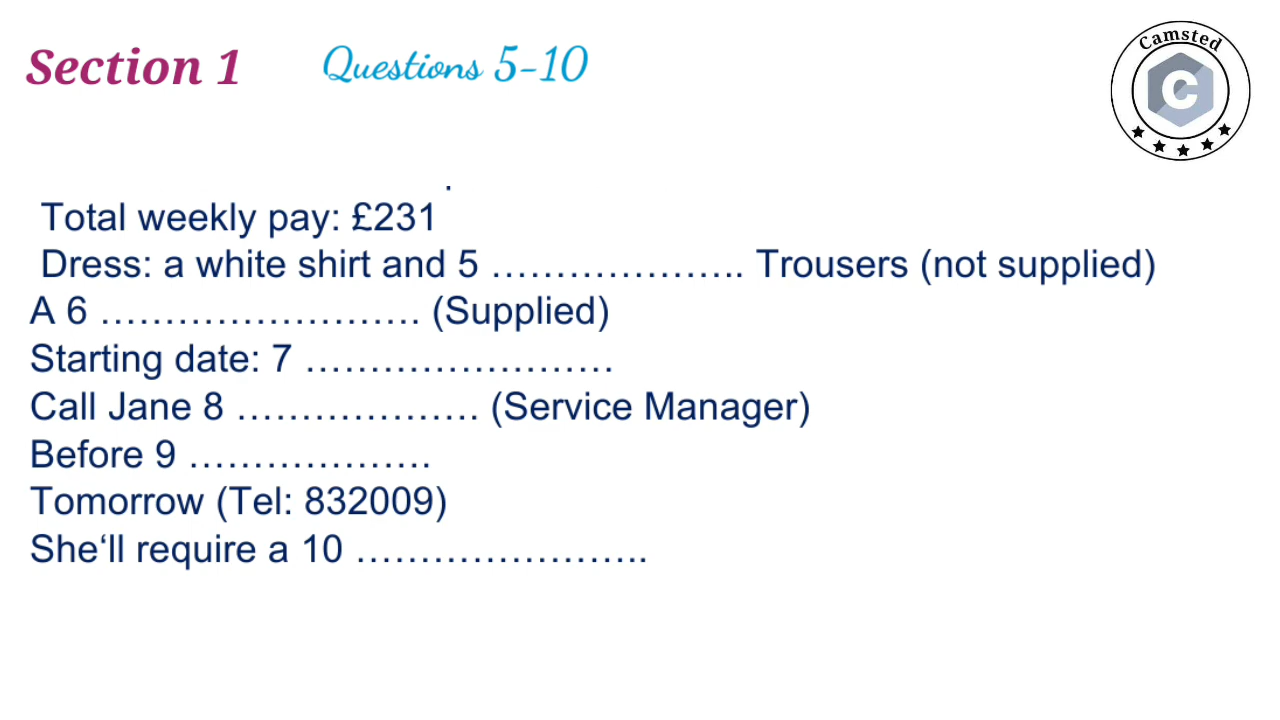 Section 1 Questions 5-10
Camsted
C
Total weekly pay: £231
Dress: a white shirt and 5 ……………….. Trousers (not supplied)
A 6 ……………………. (Supplied)
Starting date: 7 ……………………
Call Jane 8 ………………. (Service Manager)
Before 9 ……………….
Tomorrow (Tel: 832009)
She‘ll require a 10 …………………..